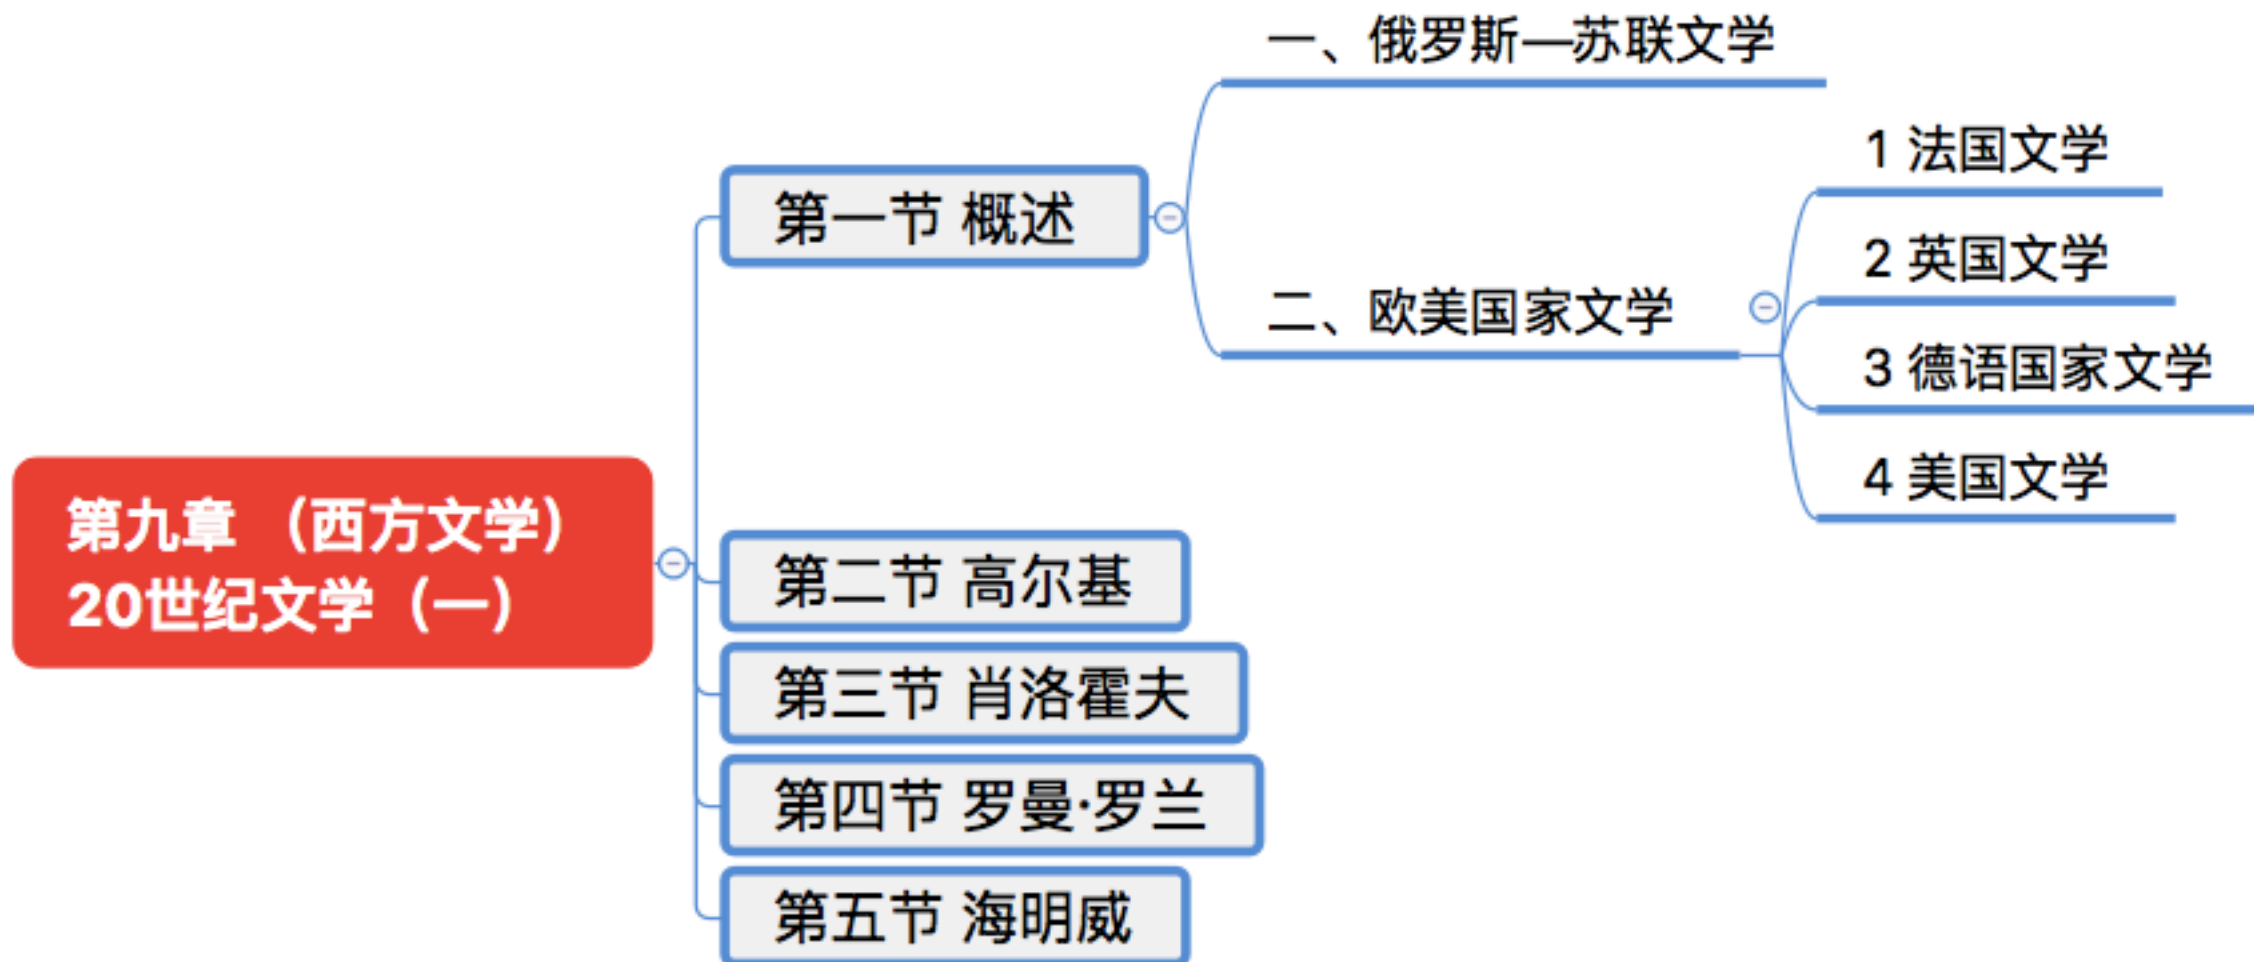 第九章 （西方文学）
20世纪文学（一）
第一节 概述
一、俄罗斯—苏联文学
二、欧美国家文学
1 法国文学
2 英国文学
3 德语国家文学
4 美国文学
第二节 高尔基
第三节 肖洛霍夫
第四节 罗曼·罗兰
第五节 海明威